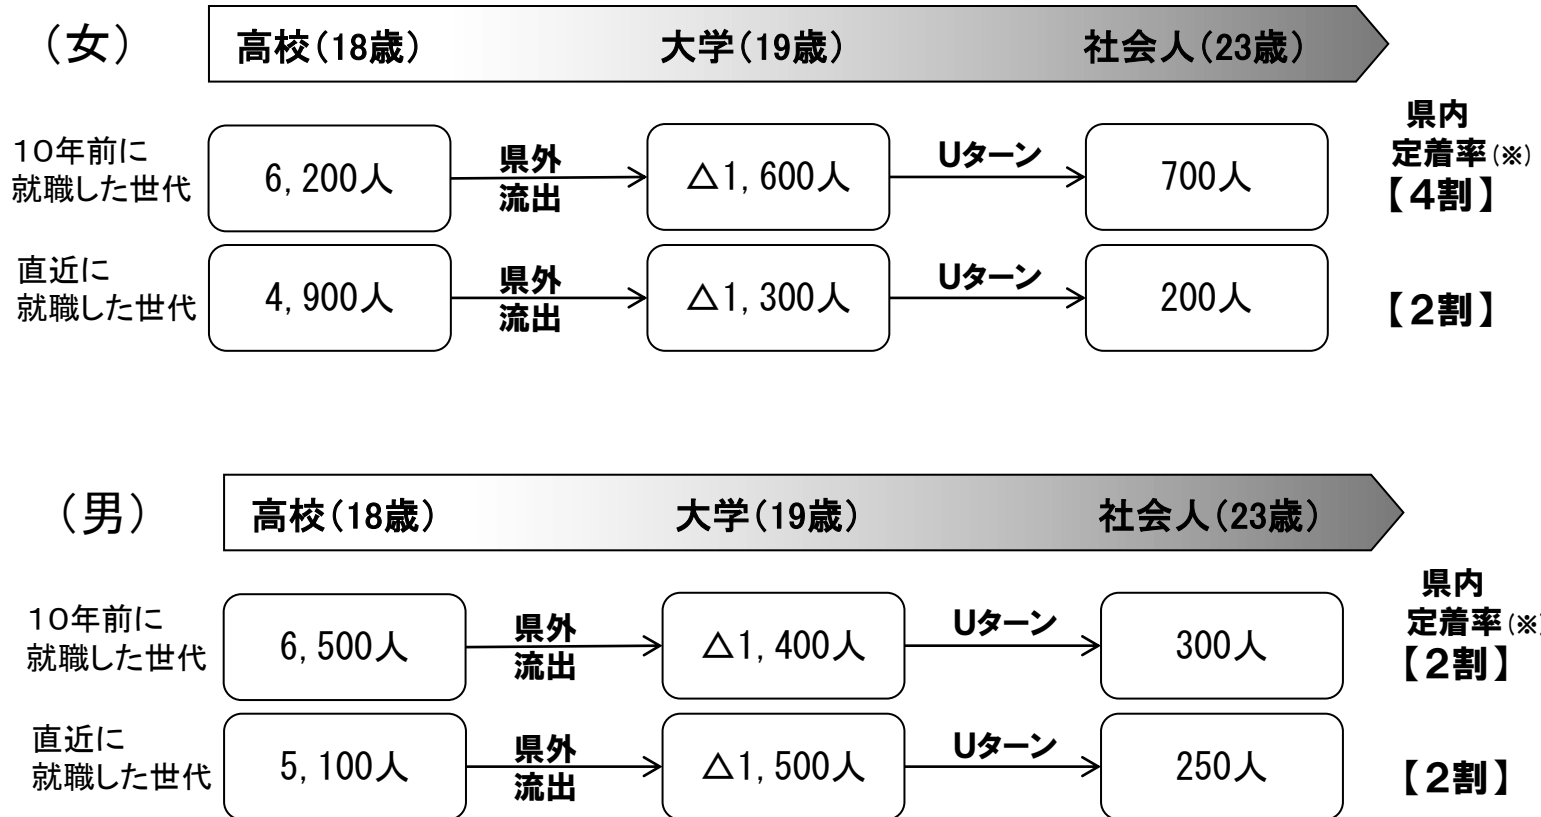 (女)
高校(18歳) 大学(19歳) 社会人(23歳)
県内
定着率(※)
10年前に
就職した世代
6,200人
県外
流出
△1,600人
Uターン
700人
【4割】
直近に
就職した世代
4,900人
県外
流出
△1,300人
Uターン
200人
【2割】
(男)
高校(18歳) 大学(19歳) 社会人(23歳)
県内
定着率(※)
10年前に
就職した世代
6,500人
県外
流出
△1,400人
Uターン
300人
【2割】
直近に
就職した世代
5,100人
県外
流出
△1,500人
Uターン
250人
【2割】